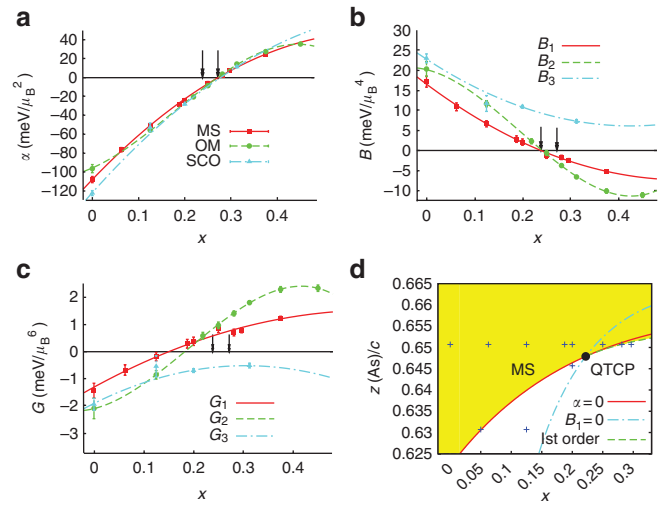 a
α (meV/μB2)
40
20
0
−20
−40
−60
−80
−100
−120
MS
OM
SCO
0
0.1
0.2
0.3
0.4
x
b
B (meV/μB4)
30
25
20
15
10
5
0
−5
−10
B1
B2
B3
0
0.1
0.2
0.3
0.4
x
c
G (meV/μB6)
3
2
1
0
−1
−2
−3
G1
G2
G3
0
0.1
0.2
0.3
0.4
x
d
z (As)/c
0.665
0.66
0.655
0.65
0.645
0.64
0.63
0.625
MS
QTCP
α=0
B1=0
Ist order
0
0.05
0.1
0.15
0.2
0.25
0.3
x